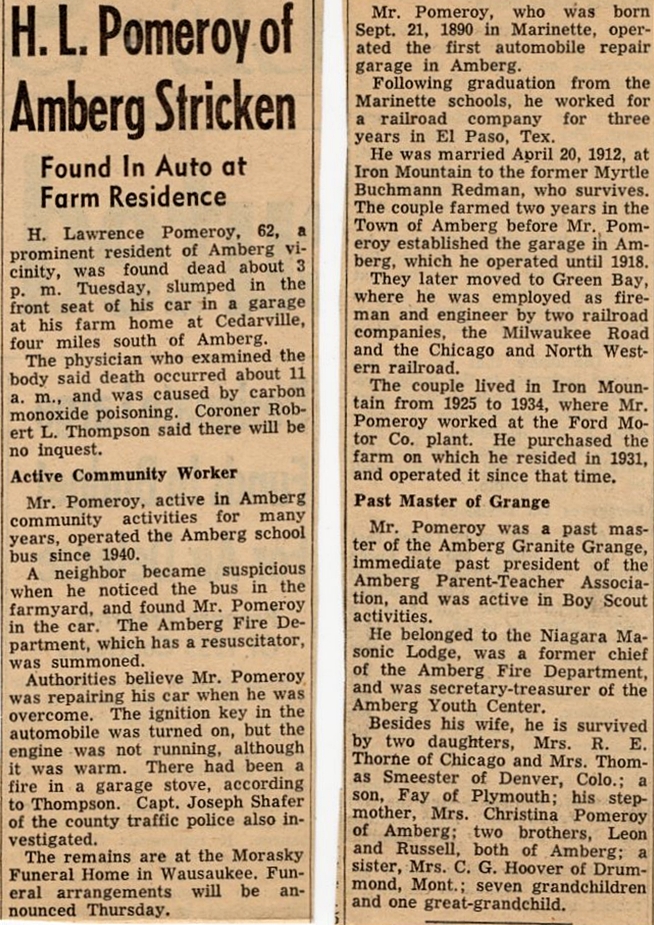 H. L. Pomeroy of
Amberg Stricken
Found In Auto at
Farm Residence
H. Lawrence Pomeroy, 62, a
prominent resident of Amberg vi-
cinity, was found dead about 3
p. m. Tuesday, slumped in the
front seat of his car in a garage
at his farm home at Cedarville,
four miles south of Amberg.
The physician who examined the
body said death occurred about 11
a. m., and was caused by carbon
monoxide poisoning. Coroner Rob-
ert L. Thompson said there will be
no inquest.
Active Community Worker
Mr. Pomeroy, active in Amberg
community activities for many
years, operated the Amberg school
bus since 1940.
A neighbor became suspicious
when he noticed the bus in the
farmyard, and found Mr. Pomeroy
in the car. The Amberg Fire De-
partment, which has a resuscitator,
was summoned.
Authorities believe Mr. Pomeroy
was repairing his car when he was
overcome. The ignition key in the
automobile was turned on, but the
engine was not running, although
it was warm. There had been a
fire in a garage stove, according
to Thompson. Capt. Joseph Shafer
of the county traffic police also in-
vestigated.
The remains are at the Morasky
Funeral Home in Wausaukee. Fun-
eral arrangements will be an-
nounced Thursday.
Mr. Pomeroy, who was born
Sept. 21, 1890 in Marinette, oper-
ated the first automobile repair
garage in Amberg.
Following graduation from the
Marinette schools, he worked for
a railroad company for three
years in El Paso, Tex.
He was married April 20, 1912, at
Iron Mountain to the former Myrtle
Buchmann Redman, who survives.
The couple farmed two years in the
Town of Amberg before Mr. Pom-
eroy established the garage in Am-
berg, which he operated until 1918.
They later moved to Green Bay,
where he was employed as fire-
man and engineer by two railroad
companies, the Milwaukee Road
and the Chicago and North West-
ern railroad.
The couple lived in Iron Moun-
tain from 1925 to 1934, where Mr.
Pomeroy worked at the Ford Mo-
tor Co. plant. He purchased the
farm on which he resided in 1931,
and operated it since that time.
Past Master of Grange
Mr. Pomeroy was a past mas-
ter of the Amberg Granite Grange,
immediate past president of the
Amberg Parent-Teacher Associa-
tion, and was active in Boy Scout
activities.
He belonged to the Niagara Ma-
sonic Lodge, was a former chief
of the Amberg Fire Department,
and was secretary-treasurer of the
Amberg Youth Center.
Besides his wife, he is survived
by two daughters, Mrs. R. E.
Thorne of Chicago and Mrs. Thom-
as Smeester of Denver, Colo.; a
son, Fay of Plymouth; his step-
mother, Mrs. Christina Pomeroy
of Amberg; two brothers, Leon
and Russell, both of Amberg; a
sister, Mrs. C. G. Hoover of Drum-
mond, Mont.; seven grandchildren
and one great-grandchild.